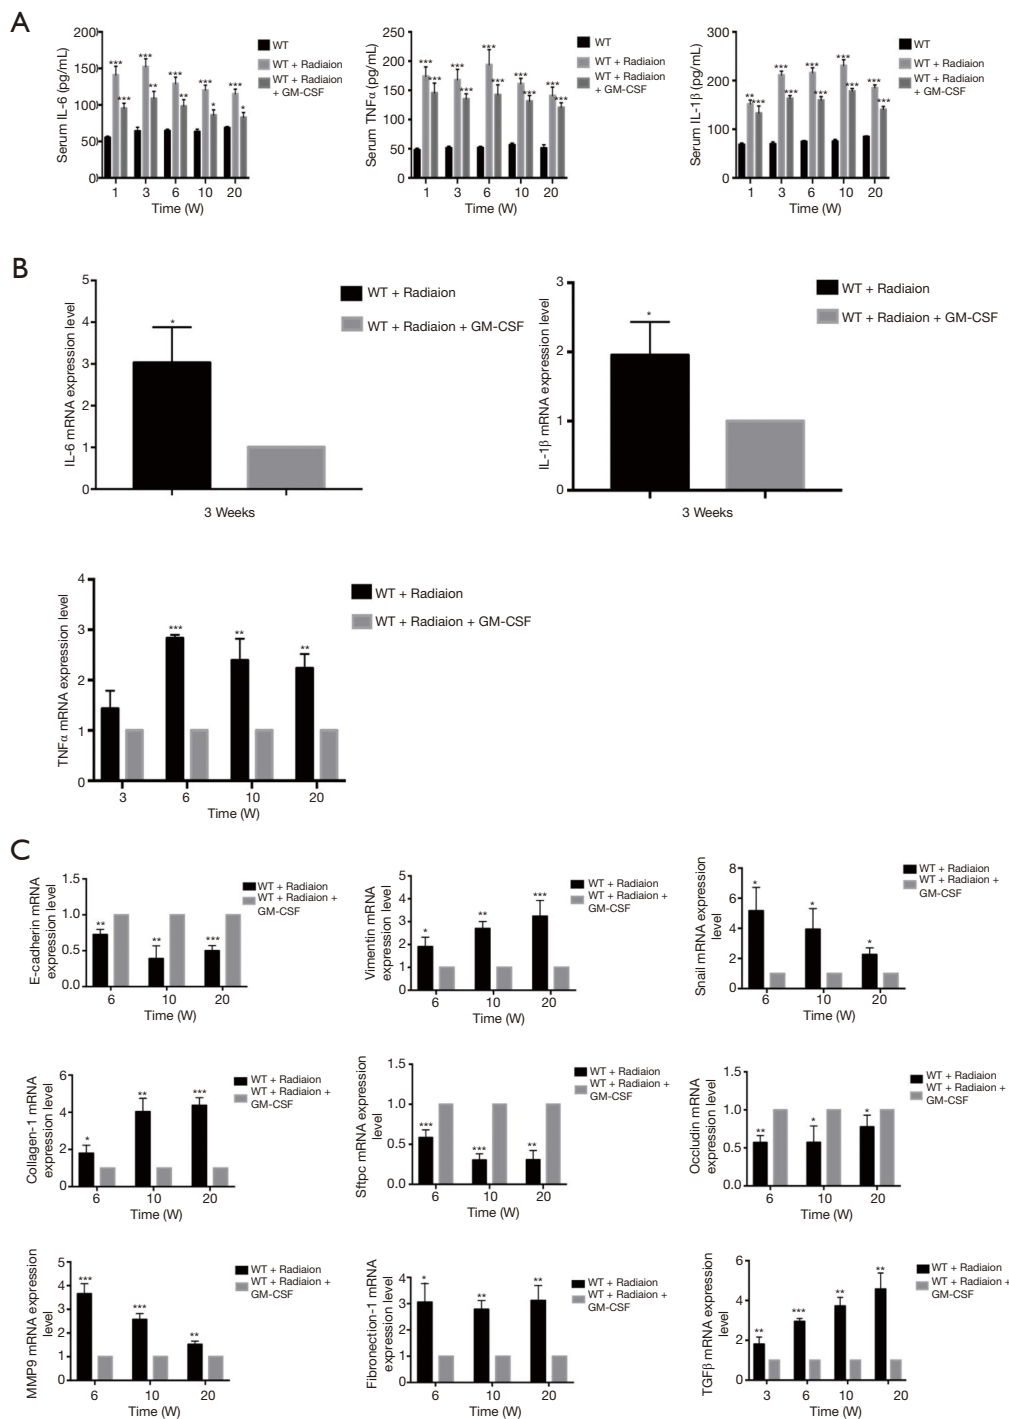 A
Serum IL-6 (pg/mL)
200
150
100
50
0
***
***
***
***
**
***
**
***
*
***
*
1 3 6 10 20
Time (W)
WT
WT + Radiaion
WT + Radiaion
+ GM-CSF
Serum TNFα (pg/mL)
250
200
150
100
50
0
***
***
***
***
***
***
***
***
***
***
1 3 6 10 20
Time (W)
WT
WT + Radiaion
WT + Radiaion
+ GM-CSF
Serum IL-1β (pg/mL)
300
200
100
0
**
***
***
***
***
***
***
***
***
***
1 3 6 10 20
Time (W)
WT
WT + Radiaion
WT + Radiaion
+ GM-CSF
B
IL-6 mRNA expression level
5
4
3
2
1
0
*
3 Weeks
WT + Radiaion
WT + Radiaion + GM-CSF
IL-1β mRNA expression level
3
2
1
0
*
3 Weeks
WT + Radiaion
WT + Radiaion + GM-CSF
TNFα mRNA expression level
4
3
2
1
0
***
**
**
3 6 10 20
Time (W)
WT + Radiaion
WT + Radiaion + GM-CSF
C
E-cadherin mRNA
expression level
1.5
1.0
0.5
0.0
**
**
***
6 10 20
Time (W)
WT + Radiaion
WT + Radiaion +
GM-CSF
Vimentin mRNA
expression level
5
4
3
2
1
0
*
**
***
6 10 20
Time (W)
WT + Radiaion
WT + Radiaion +
GM-CSF
Snail mRNA expression
level
8
6
4
2
0
*
*
*
6 10 20
Time (W)
WT + Radiaion
WT + Radiaion +
GM-CSF
Collagen-1 mRNA
expression level
6
4
2
0
*
**
***
6 10 20
Time (W)
WT + Radiaion
WT + Radiaion +
GM-CSF
Sftpc mRNA expression
level
1.5
1.0
0.5
0.0
***
***
**
6 10 20
Time (W)
WT + Radiaion
WT + Radiaion +
GM-CSF
Occludin mRNA
expression level
1.5
1.0
0.5
0.0
**
*
*
6 10 20
Time (W)
WT + Radiaion
WT + Radiaion +
GM-CSF
MMP9 mRNA expression
level
5
4
3
2
1
0
***
***
**
6 10 20
Time (W)
WT + Radiaion
WT + Radiaion +
GM-CSF
Fibronection-1 mRNA
expression level
4
3
2
1
0
*
**
**
6 10 20
Time (W)
WT + Radiaion
WT + Radiaion +
GM-CSF
TGFβ mRNA expression
level
6
4
2
0
**
***
**
**
3 6 10 20
Time (W)
WT + Radiaion
WT + Radiaion +
GM-CSF